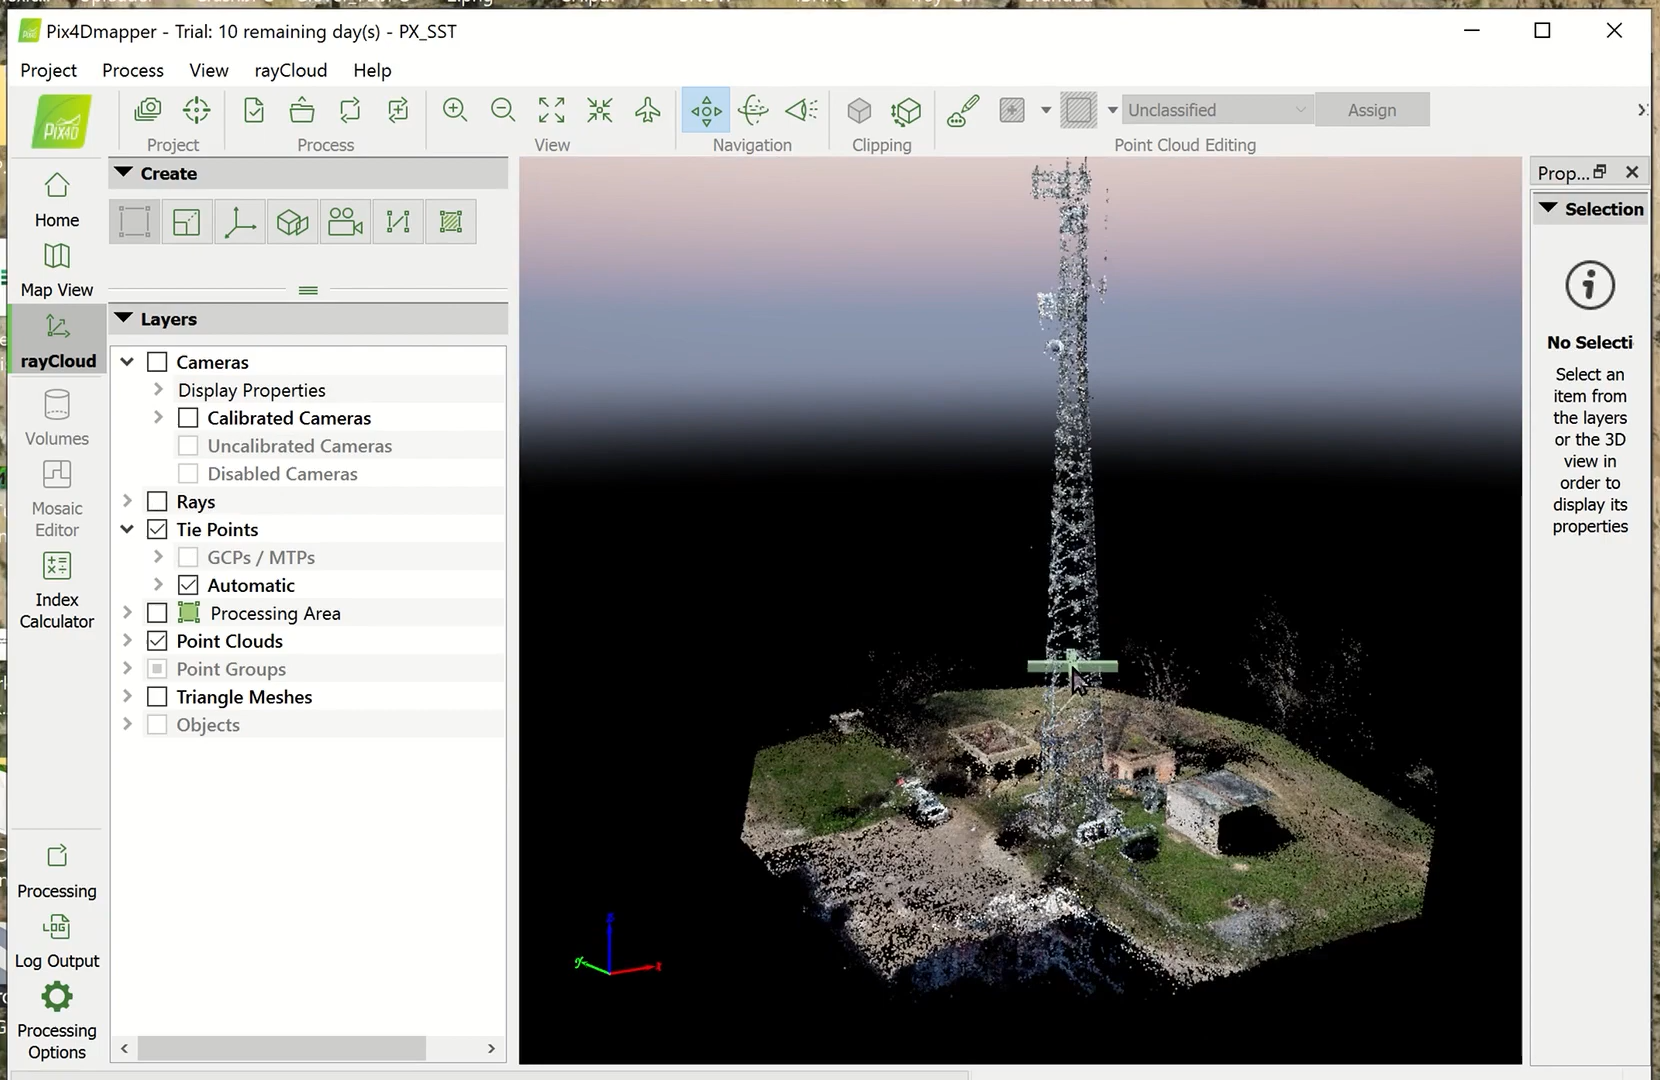 Pix4Dmapper - Trial: 10 remaining day(s) - PX_SST
Project Process View rayCloud Help
PiX4D
Unclassified
Assign
Project
Process
View
Navigation
Clipping
Point Cloud Editing
Home
Map View
rayCloud
Volumes
Mosaic
Editor
Index
Calculator
Processing
Log Output
Processing
Options
Create
Layers
Cameras
Display Properties
Calibrated Cameras
Uncalibrated Cameras
Disabled Cameras
Rays
Tie Points
GCPs / MTPs
Automatic
Processing Area
Point Clouds
Point Groups
Triangle Meshes
Objects
Prop...
Selection
No Selecti
Select an
item from
the layers
or the 3D
view in
order to
display its
properties
LOG